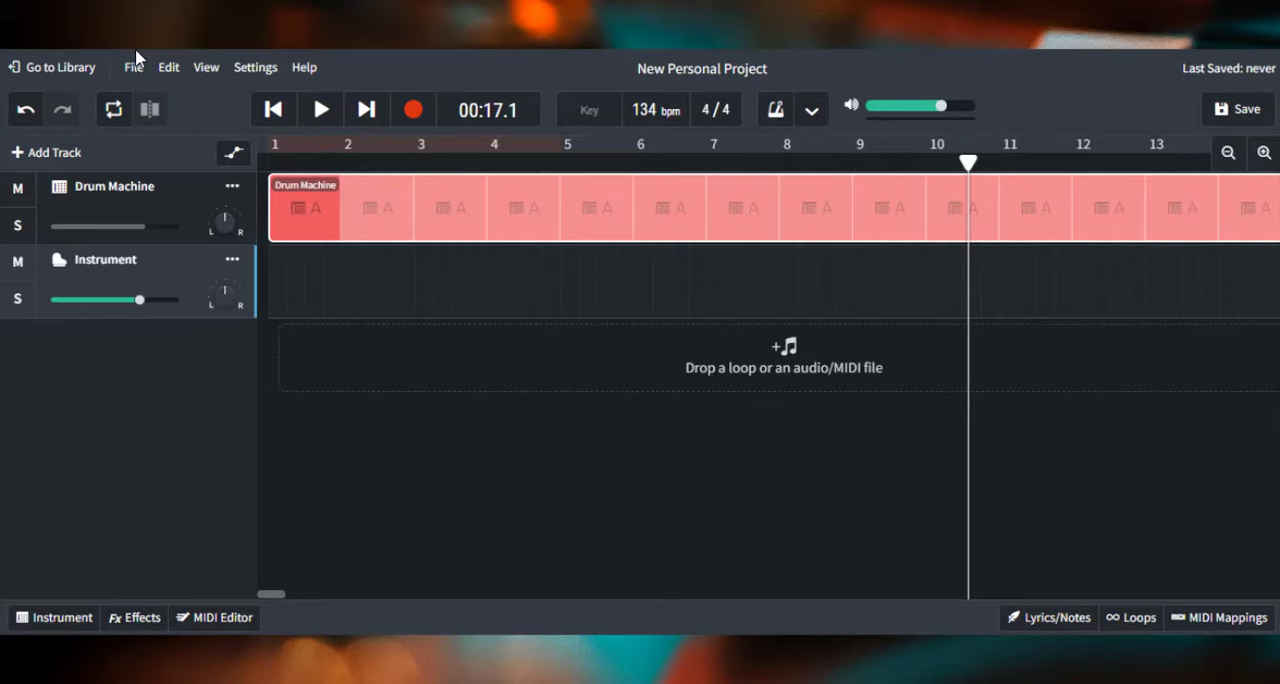 Go to Library File Edit View Settings Help New Personal Project Last Saved: never
00:17.1 Key 134 bpm 4 / 4 Save
+ Add Track 1 2 3 4 5 6 7 8 9 10 11 12 13
M Drum Machine ... Drum Machine
A A A A A A A A A A A A A A
S L R
M Instrument ...
S L R
Drop a loop or an audio/MIDI file
Instrument Fx Effects MIDI Editor Lyrics/Notes Loops MIDI Mappings